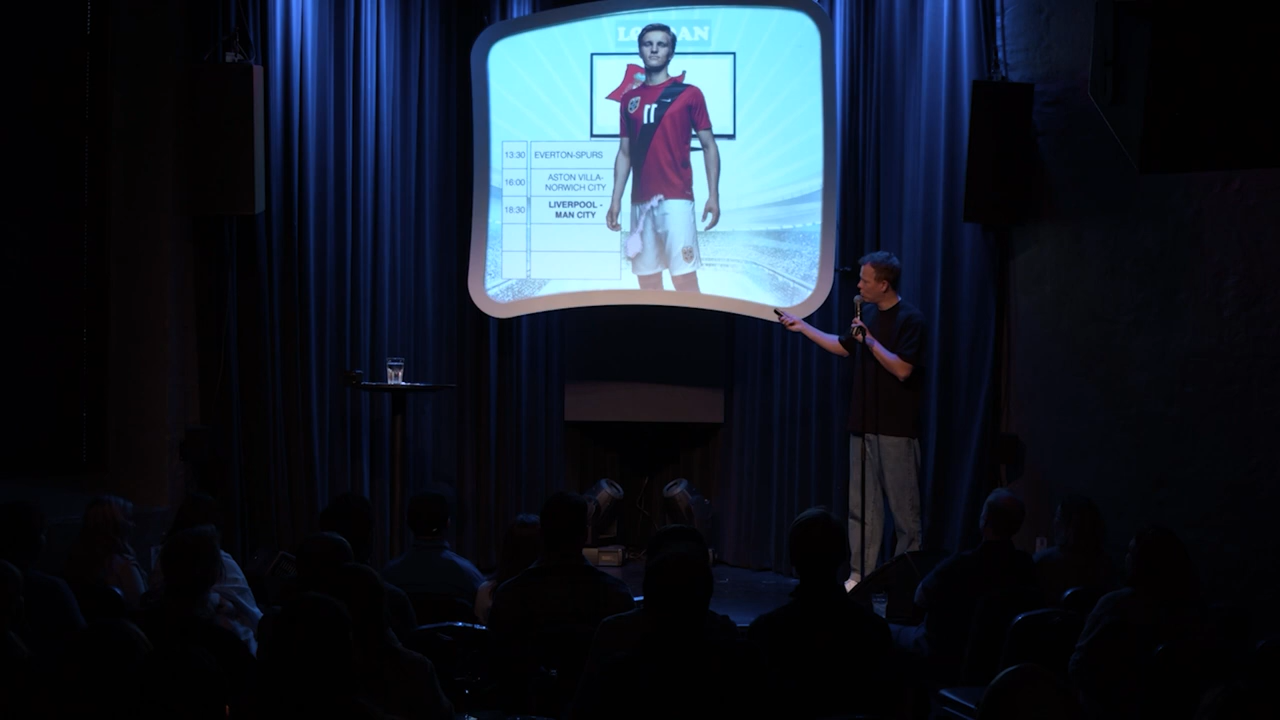 13:30 EVERTON-SPURS
16:00 ASTON VILLA-
NORWICH CITY
18:30 LIVERPOOL -
MAN CITY
11